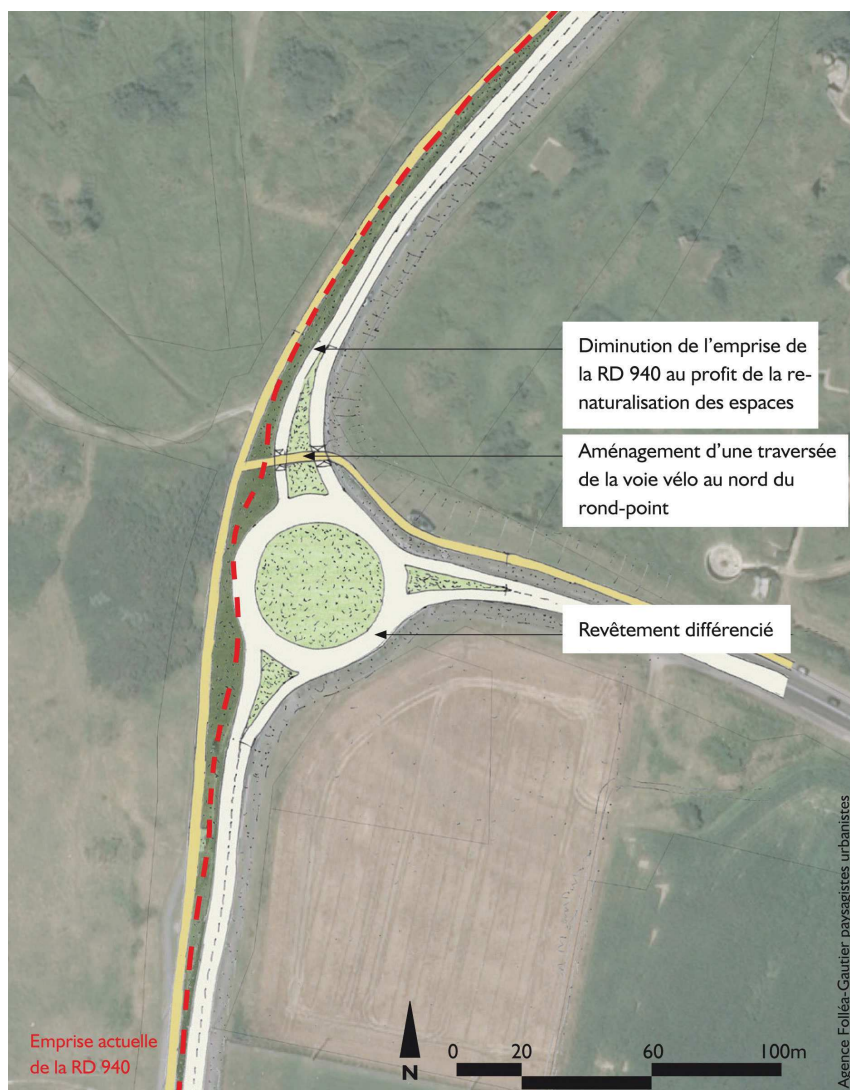 Diminution de l’emprise de
la RD 940 au profit de la re-
naturalisation des espaces
Aménagement d’une traversée
de la voie vélo au nord du
rond-point
Revêtement différencié
Emprise actuelle
de la RD 940
N
0 20 60 100m
Agence Folléa-Gautier paysagistes urbanistes